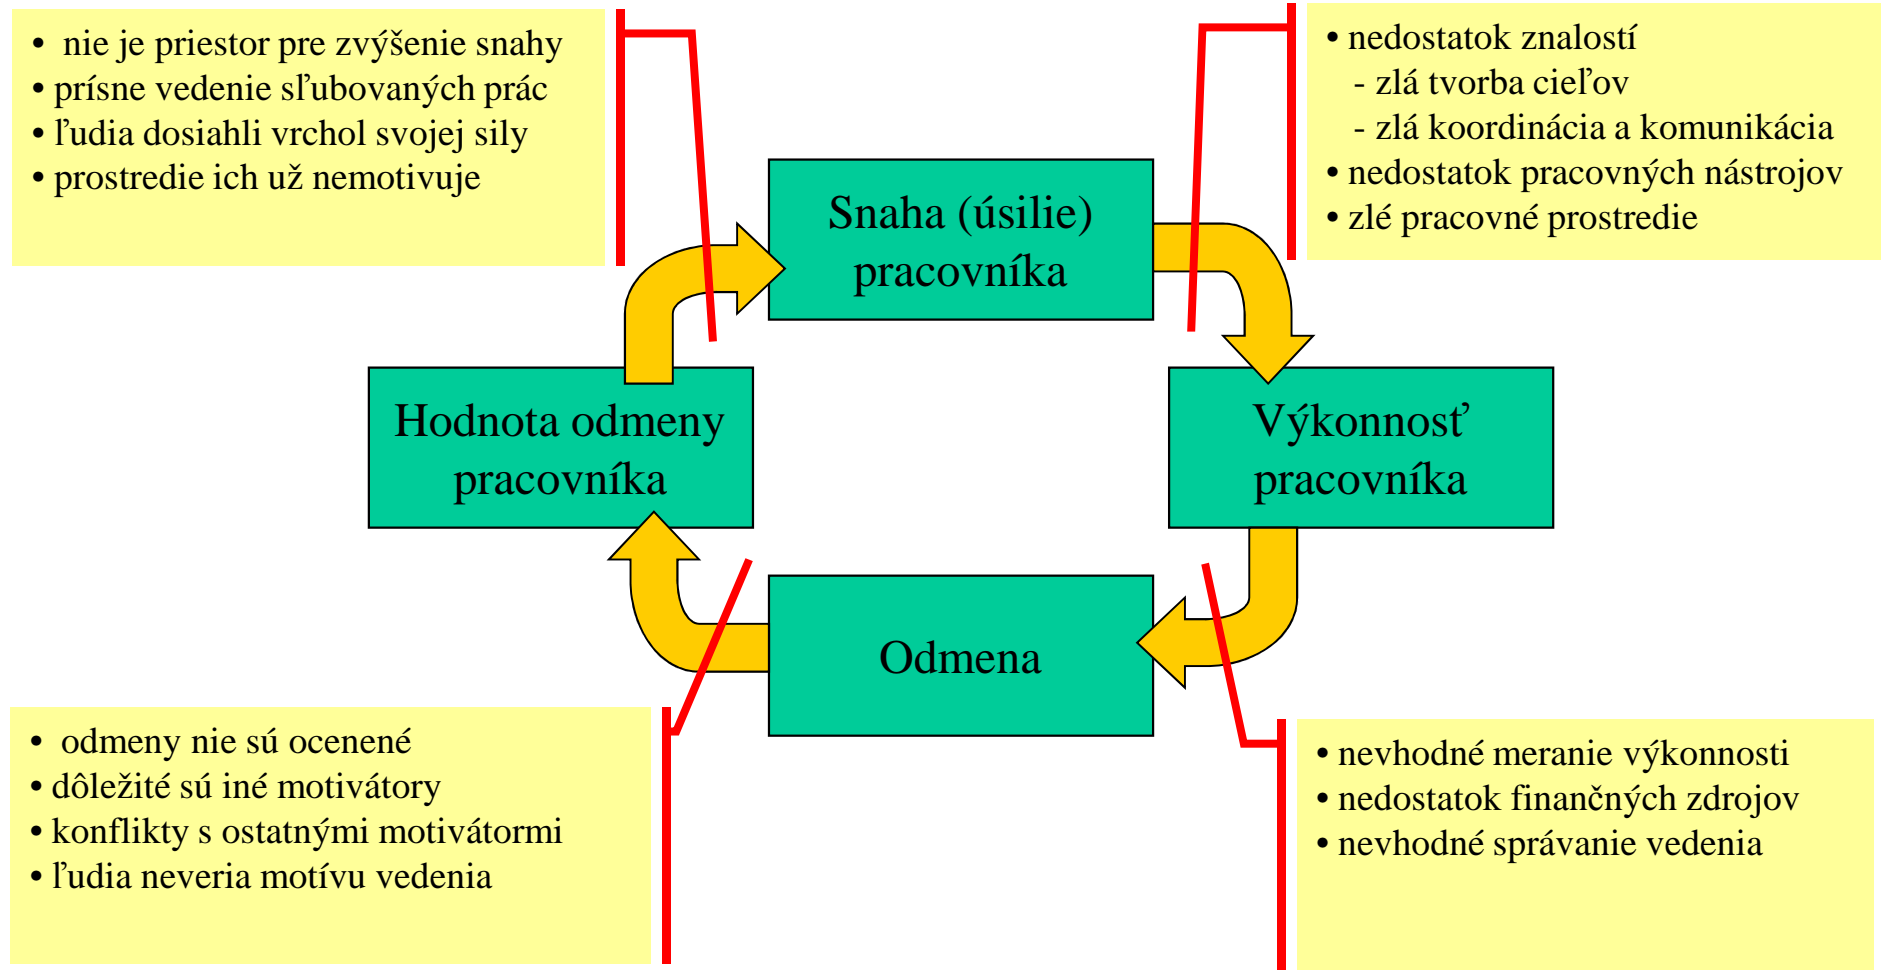 • nie je priestor pre zvýšenie snahy
• prísne vedenie sľubovaných prác
• ľudia dosiahli vrchol svojej sily
• prostredie ich už nemotivuje
• nedostatok znalostí
- zlá tvorba cieľov
- zlá koordinácia a komunikácia
• nedostatok pracovných nástrojov
• zlé pracovné prostredie
Snaha (úsilie)
pracovníka
Hodnota odmeny
pracovníka
Výkonnosť
pracovníka
Odmena
• odmeny nie sú ocenené
• dôležité sú iné motivátory
• konflikty s ostatnými motivátormi
• ľudia neveria motívu vedenia
• nevhodné meranie výkonnosti
• nedostatok finančných zdrojov
• nevhodné správanie vedenia